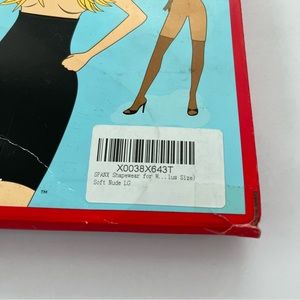 X0038X643T
SPANX Shapewear for W...lus Size)
Soft Nude LG
TM